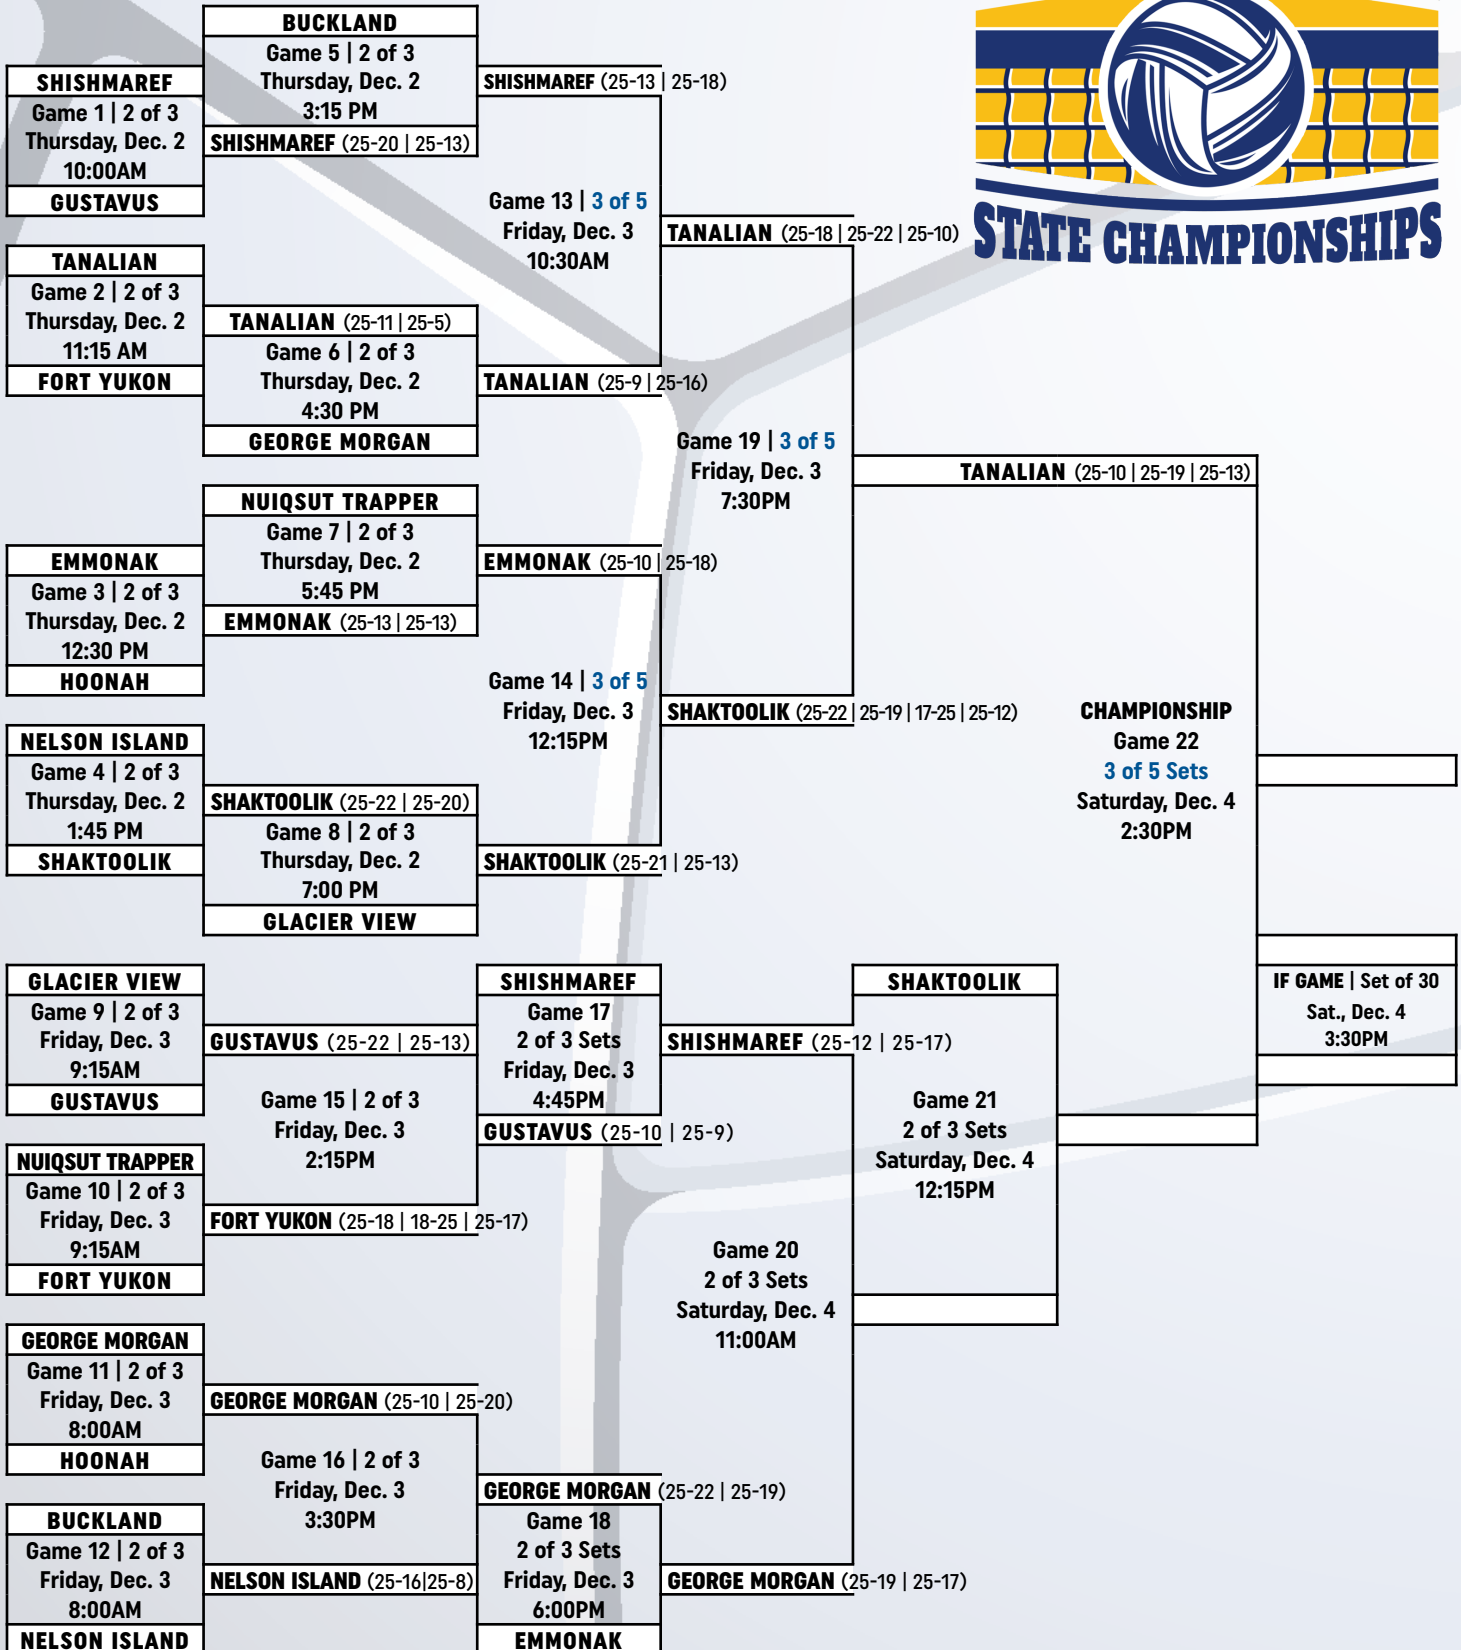 BUCKLAND
Game 5 | 2 of 3
Thursday, Dec. 2
3:15 PM
SHISHMAREF (25-20 | 25-13)
SHISHMAREF
Game 1 | 2 of 3
Thursday, Dec. 2
10:00AM
GUSTAVUS
SHISHMAREF (25-13 | 25-18)
Game 13 | 3 of 5
Friday, Dec. 3
10:30AM
TANALIAN (25-18 | 25-22 | 25-10)
STATE CHAMPIONSHIPS
TANALIAN
Game 2 | 2 of 3
Thursday, Dec. 2
11:15 AM
FORT YUKON
TANALIAN (25-11 | 25-5)
Game 6 | 2 of 3
Thursday, Dec. 2
4:30 PM
GEORGE MORGAN
TANALIAN (25-9 | 25-16)
Game 19 | 3 of 5
Friday, Dec. 3
7:30PM
TANALIAN (25-10 | 25-19 | 25-13)
NUIQSUT TRAPPER
Game 7 | 2 of 3
Thursday, Dec. 2
5:45 PM
EMMONAK (25-13 | 25-13)
EMMONAK
Game 3 | 2 of 3
Thursday, Dec. 2
12:30 PM
HOONAH
EMMONAK (25-10 | 25-18)
Game 14 | 3 of 5
Friday, Dec. 3
12:15PM
SHAKTOOLIK (25-22 | 25-19 | 17-25 | 25-12)
CHAMPIONSHIP
Game 22
3 of 5 Sets
Saturday, Dec. 4
2:30PM
NELSON ISLAND
Game 4 | 2 of 3
Thursday, Dec. 2
1:45 PM
SHAKTOOLIK
SHAKTOOLIK (25-22 | 25-20)
Game 8 | 2 of 3
Thursday, Dec. 2
7:00 PM
GLACIER VIEW
SHAKTOOLIK (25-21 | 25-13)
GLACIER VIEW
Game 9 | 2 of 3
Friday, Dec. 3
9:15AM
GUSTAVUS
GUSTAVUS (25-22 | 25-13)
Game 15 | 2 of 3
Friday, Dec. 3
2:15PM
SHISHMAREF
Game 17
2 of 3 Sets
Friday, Dec. 3
4:45PM
GUSTAVUS (25-10 | 25-9)
SHISHMAREF (25-12 | 25-17)
SHAKTOOLIK
Game 21
2 of 3 Sets
Saturday, Dec. 4
12:15PM
IF GAME | Set of 30
Sat., Dec. 4
3:30PM
NUIQSUT TRAPPER
Game 10 | 2 of 3
Friday, Dec. 3
9:15AM
FORT YUKON
FORT YUKON (25-18 | 18-25 | 25-17)
Game 20
2 of 3 Sets
Saturday, Dec. 4
11:00AM
GEORGE MORGAN
Game 11 | 2 of 3
Friday, Dec. 3
8:00AM
HOONAH
GEORGE MORGAN (25-10 | 25-20)
Game 16 | 2 of 3
Friday, Dec. 3
3:30PM
GEORGE MORGAN (25-22 | 25-19)
Game 18
2 of 3 Sets
Friday, Dec. 3
6:00PM
EMMONAK
GEORGE MORGAN (25-19 | 25-17)
BUCKLAND
Game 12 | 2 of 3
Friday, Dec. 3
8:00AM
NELSON ISLAND
NELSON ISLAND (25-16|25-8)